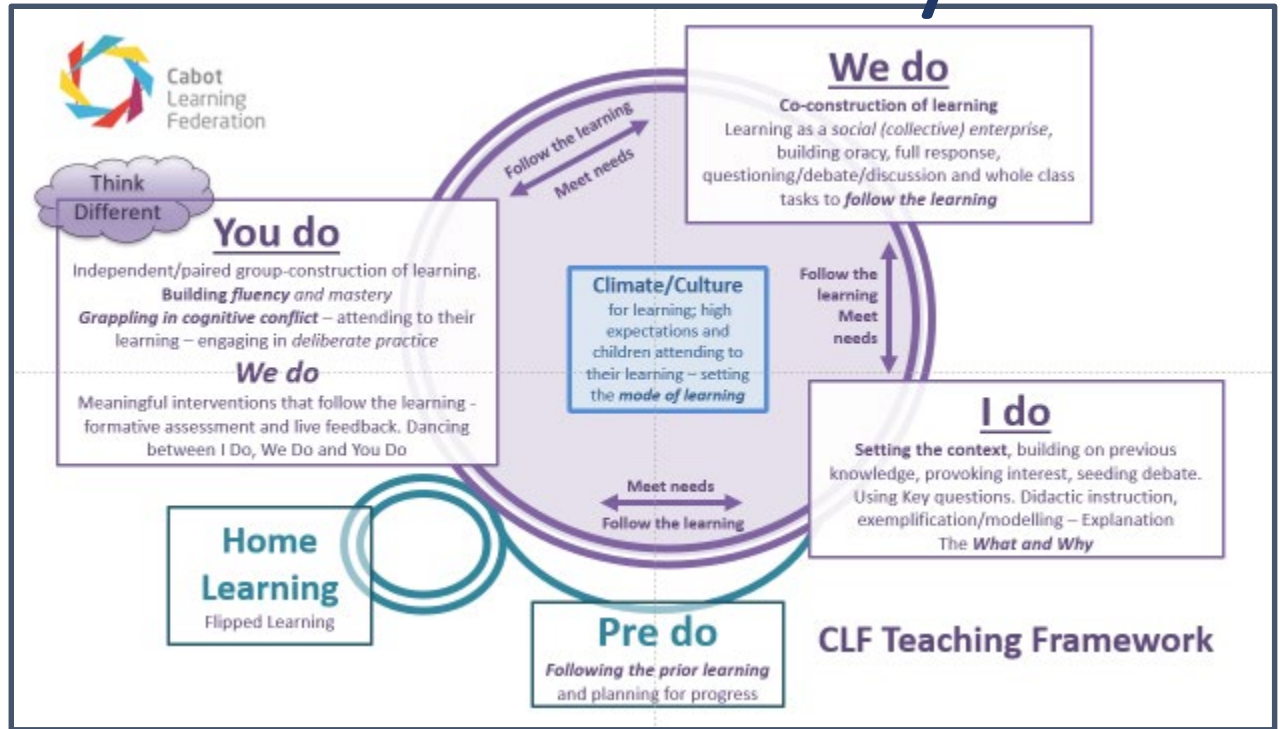 Cabot
Learning
Federation
Think
Different
You do
Independent/paired group-construction of learning.
Building fluency and mastery
Grappling in cognitive conflict – attending to their
learning – engaging in deliberate practice
We do
Meaningful interventions that follow the learning -
formative assessment and live feedback. Dancing
between I Do, We Do and You Do
Follow the learning
Meet needs
We do
Co-construction of learning
Learning as a social (collective) enterprise,
building oracy, full response,
questioning/debate/discussion and whole class
tasks to follow the learning
Climate/Culture
for learning; high
expectations and
children attending to
their learning – setting
the mode of learning
Follow the
learning
Meet
needs
I do
Setting the context, building on previous
knowledge, provoking interest, seeding debate.
Using Key questions. Didactic instruction,
exemplification/modelling – Explanation
The What and Why
Meet needs
Follow the learning
Home
Learning
Flipped Learning
Pre do
Following the prior learning
and planning for progress
CLF Teaching Framework